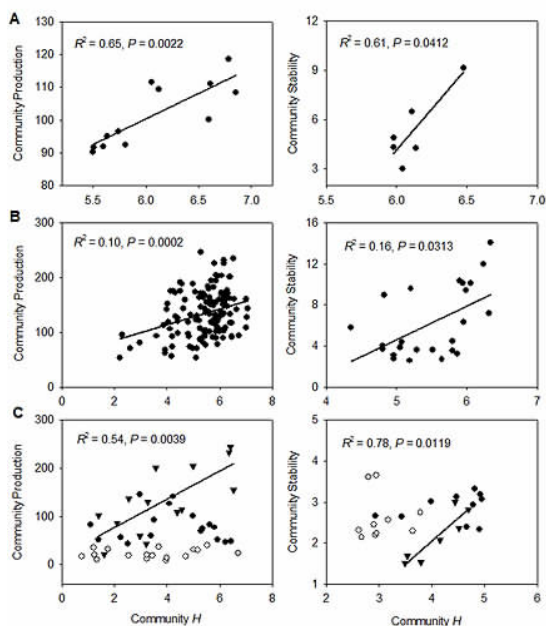 A
R² = 0.65, P = 0.0022
Community Production
130
120
110
100
90
80
5.5 6.0 6.5 7.0
R² = 0.61, P = 0.0412
Community Stability
12
9
6
3
5.0 5.5 6.0 6.5 7.0
B
R² = 0.10, P = 0.0002
Community Production
300
200
100
0
0 2 4 6 8
R² = 0.16, P = 0.0313
Community Stability
16
12
8
4
0
4 5 6 7
C
R² = 0.54, P = 0.0039
Community Production
300
200
100
0
0 2 4 6 8
Community H
R² = 0.78, P = 0.0119
Community Stability
5
4
3
2
1
2 3 4 5 6
Community H